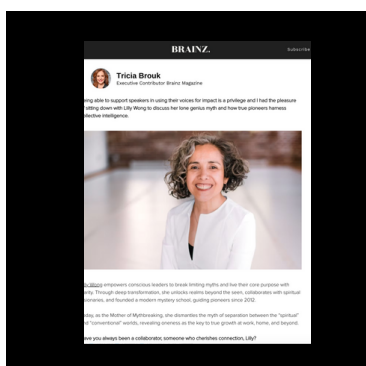 BRAINZ.
Subscribe
Tricia Brouk
Executive Contributor Brainz Magazine
eing able to support speakers in using their voices for impact is a privilege and I had the pleasure
sitting down with Lilly Wong to discuss her lone genius myth and how true pioneers harness
ollective intelligence.
lly Wong empowers conscious leaders to break limiting myths and live their core purpose with
arity. Through deep transformation, she unlocks realms beyond the seen, collaborates with spiritual
sionaries, and founded a modern mystery school, guiding pioneers since 2012.
oday, as the Mother of Mythbreaking, she dismantles the myth of separation between the "spiritual"
nd "conventional" worlds, revealing oneness as the key to true growth at work, home, and beyond.
ave you always been a collaborator, someone who cherishes connection, Lilly?